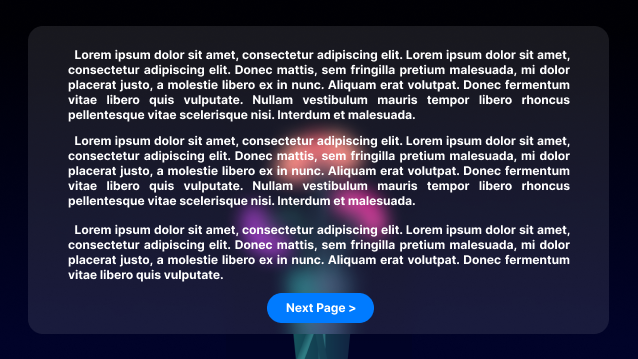 Lorem ipsum dolor sit amet, consectetur adipiscing elit. Lorem ipsum dolor sit amet,
consectetur adipiscing elit. Donec mattis, sem fringilla pretium malesuada, mi dolor
placerat justo, a molestie libero ex in nunc. Aliquam erat volutpat. Donec fermentum
vitae libero quis vulputate. Nullam vestibulum mauris tempor libero rhoncus
pellentesque vitae scelerisque nisi. Interdum et malesuada.
Lorem ipsum dolor sit amet, consectetur adipiscing elit. Lorem ipsum dolor sit amet,
consectetur adipiscing elit. Donec mattis, sem fringilla pretium malesuada, mi dolor
placerat justo, a molestie libero ex in nunc. Aliquam erat volutpat. Donec fermentum
vitae libero quis vulputate. Nullam vestibulum mauris tempor libero rhoncus
pellentesque vitae scelerisque nisi. Interdum et malesuada.
Lorem ipsum dolor sit amet, consectetur adipiscing elit. Lorem ipsum dolor sit amet,
consectetur adipiscing elit. Donec mattis, sem fringilla pretium malesuada, mi dolor
placerat justo, a molestie libero ex in nunc. Aliquam erat volutpat. Donec fermentum
vitae libero quis vulputate.
Next Page >